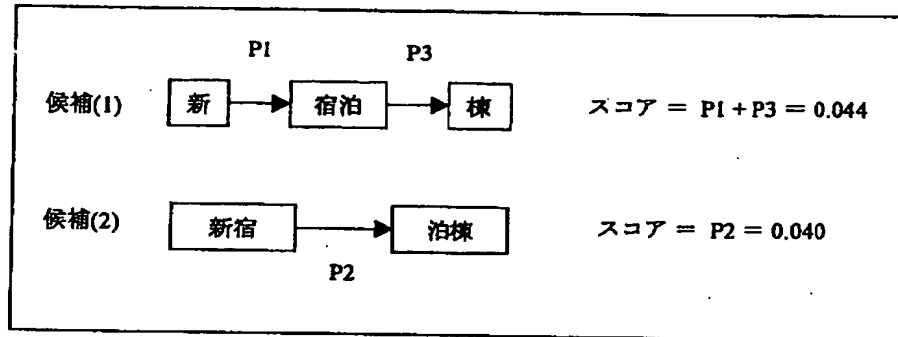 P1 P3
候補(1) 新 宿泊 棟 スコア = P1+P3 = 0.044
候補(2) 新宿 泊棟 スコア = P2 = 0.040
P2